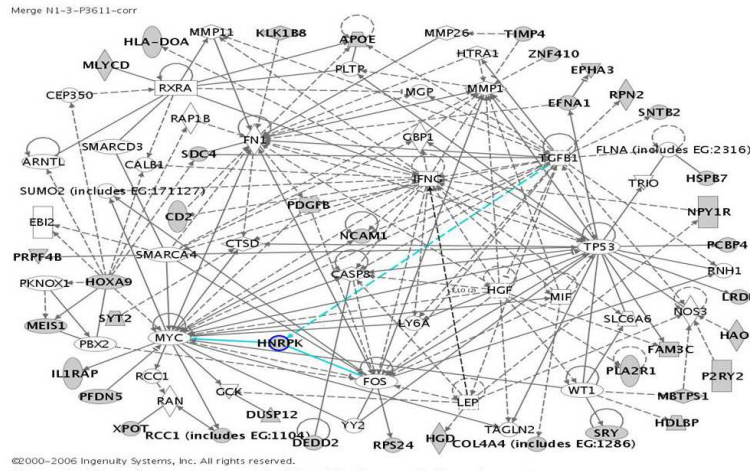 Merge N1-3-P3611-corr
HLA-DOA
MMP11
KLK1B8
APOE
MMP26
TIMP4
MLYCD
PLTP
HTRA1
ZNF410
EPHA3
RXRA
CEP350
MGP
MMP1
RPN2
EFNA1
RAP1B
SNTB2
GBP1
FN1
SMARCD3
SDC4
TGFB1
FLNA (includes EG:2316)
ARNTL
CALB1
IFNG
TRIO
HSPB7
SUMO2 (includes EG:171127)
PDGFB
CD2
NPY1R
EBI2
NCAM1
CTSD
TP53
PCBP4
PRPF4B
SMARCA4
CASP8
RNH1
PKNOX1
HOXA9
HGF
MIF
LRD
SYT2
NOS3
MEIS1
LY6A
SLC6A6
HAO
PBX2
MYC
HNRPK
FAM3C
IL1RAP
RCC1
FOS
PLA2R1
P2RY2
PFDN5
GCK
WT1
MBTPS1
RAN
LEP
DUSP12
HDLBP
XPOT
YY2
TAGLN2
RCC1 (includes EG:1104)
DEDD2
RPS24
HGD
COL4A4 (includes EG:1286)
SRY
©2000-2006 Ingenuity Systems, Inc. All rights reserved.